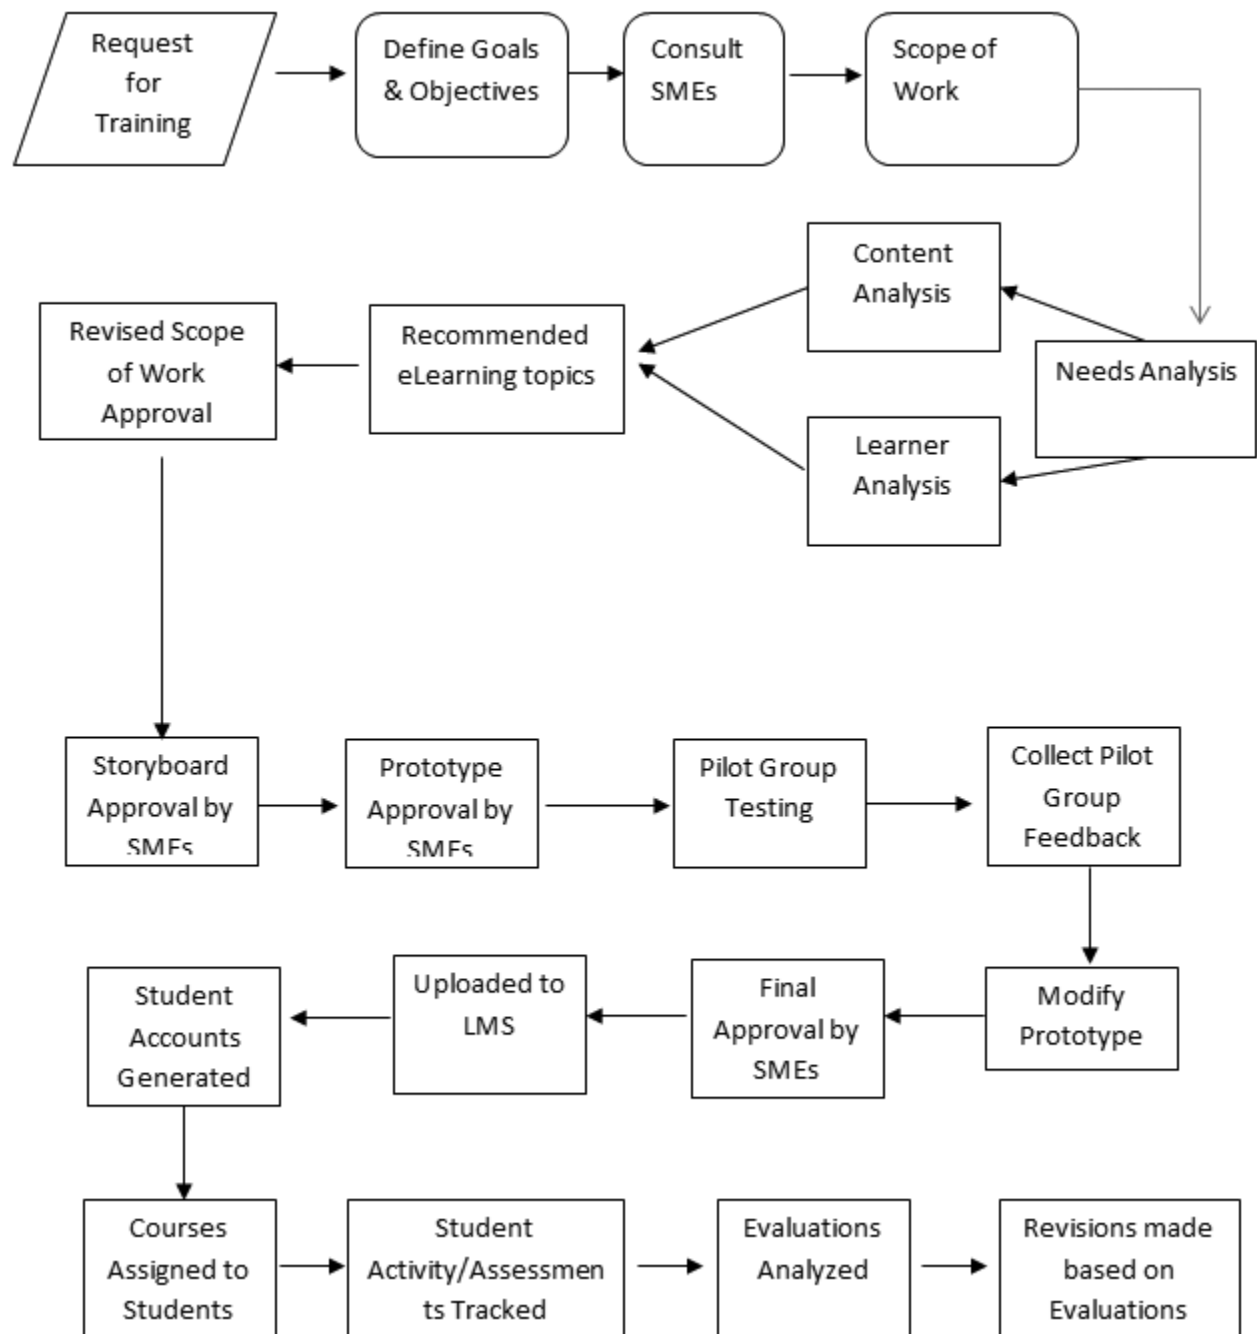 Request
for
Training
Define Goals
& Objectives
Consult
SMEs
Scope of
Work
Content
Analysis
Needs Analysis
Learner
Analysis
Recommended
eLearning topics
Revised Scope
of Work
Approval
Storyboard
Approval by
SMEs
Prototype
Approval by
SMEs
Pilot Group
Testing
Collect Pilot
Group
Feedback
Modify
Prototype
Final
Approval by
SMEs
Uploaded to
LMS
Student
Accounts
Generated
Courses
Assigned to
Students
Student
Activity/Assessmen
ts Tracked
Evaluations
Analyzed
Revisions made
based on
Evaluations